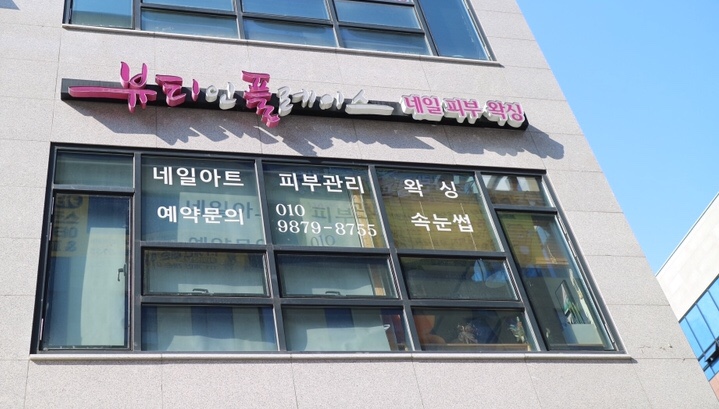 뷰티인플레이스 네일 피부 왁싱
네일아트 피부관리 왁싱
예약문의 010 9879-8755 속눈썹